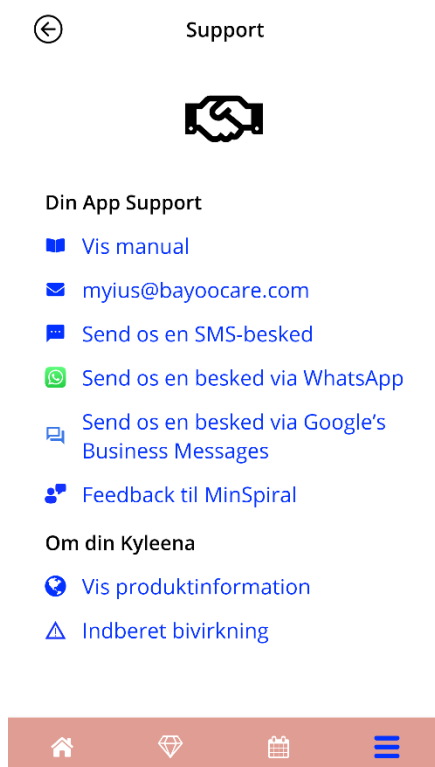 Support
Din App Support
Vis manual
myius@bayoocare.com
Send os en SMS-besked
Send os en besked via WhatsApp
Send os en besked via Google's
Business Messages
Feedback til MinSpiral
Om din Kyleena
Vis produktinformation
Indberet bivirkning